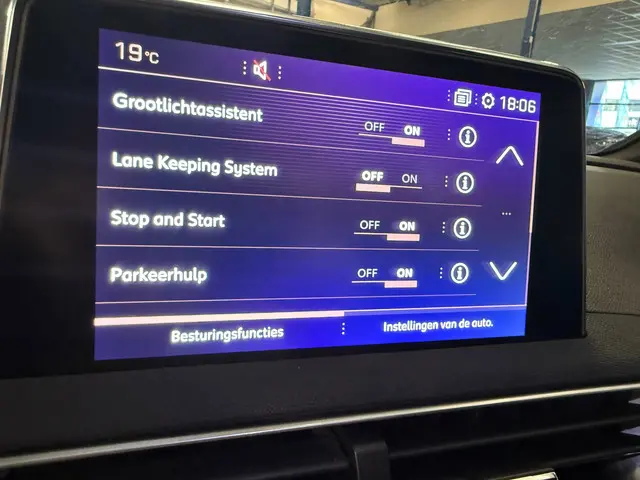 19°C
18:06
Grootlichtassistent
OFF ON
Lane Keeping System
OFF ON
Stop and Start
OFF ON
Parkeerhulp
OFF ON
Besturingsfuncties
Instellingen van de auto.